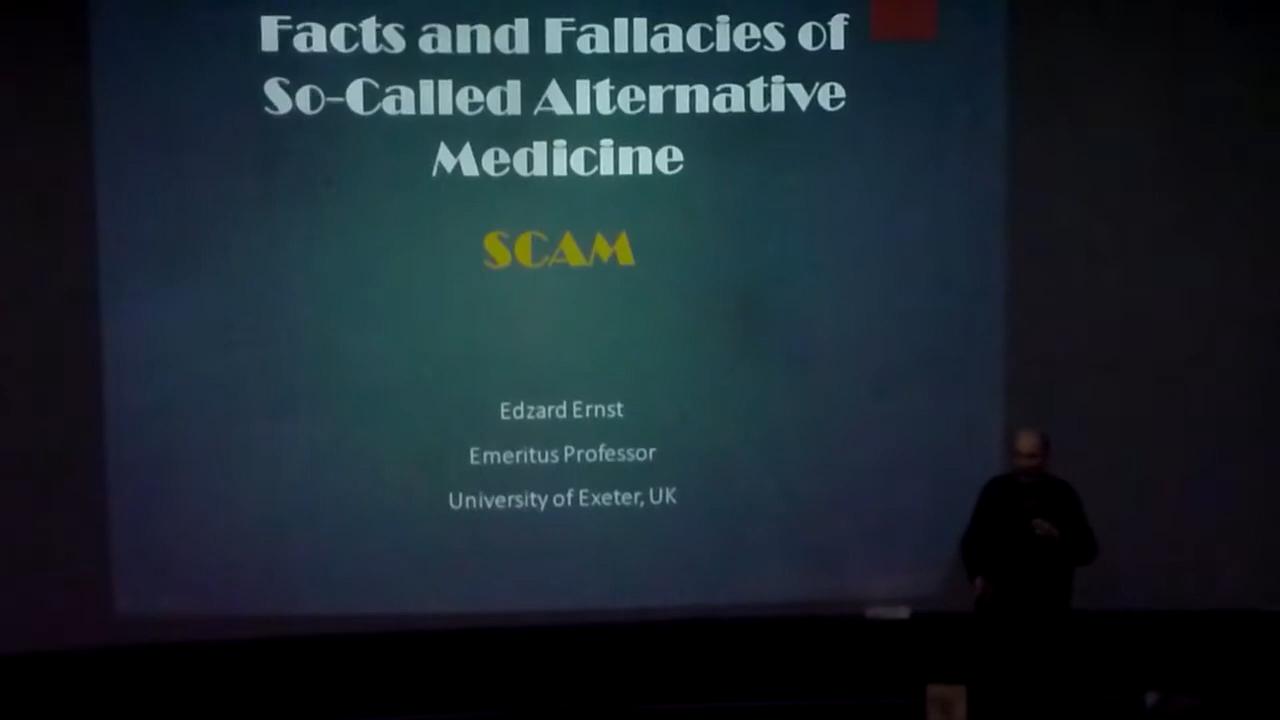 Facts and Fallacies of
So-Called Alternative
Medicine
SCAM
Edzard Ernst
Emeritus Professor
University of Exeter, UK